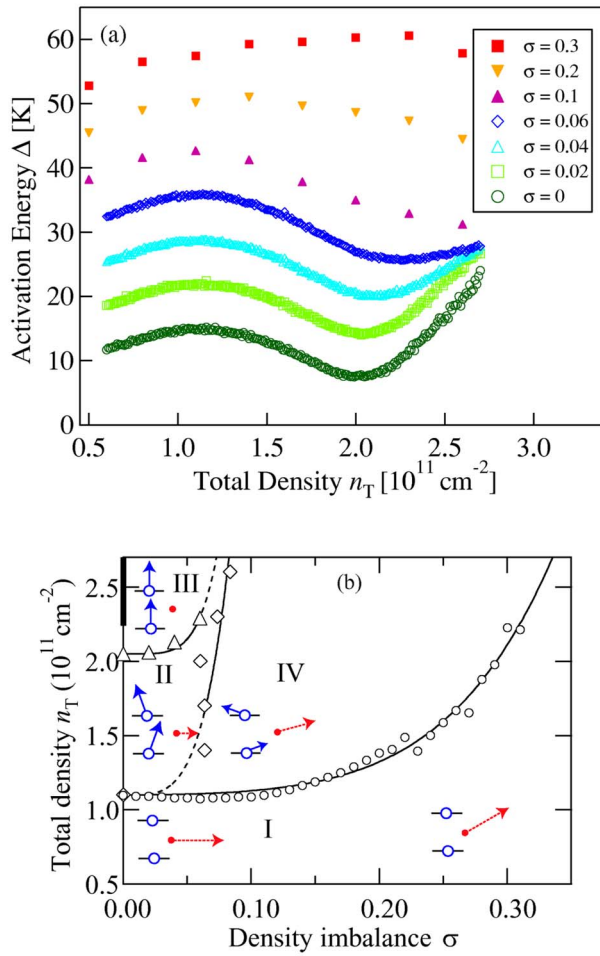 (a)
Activation Energy Δ [K]
60
50
40
30
20
10
0
σ = 0.3
σ = 0.2
σ = 0.1
σ = 0.06
σ = 0.04
σ = 0.02
σ = 0
0.5 1.0 1.5 2.0 2.5 3.0
Total Density nT [10¹¹ cm⁻²]
(b)
Total density nT (10¹¹ cm⁻²)
2.5
2.0
1.5
1.0
0.5
III
II
IV
I
0.00 0.10 0.20 0.30
Density imbalance σ